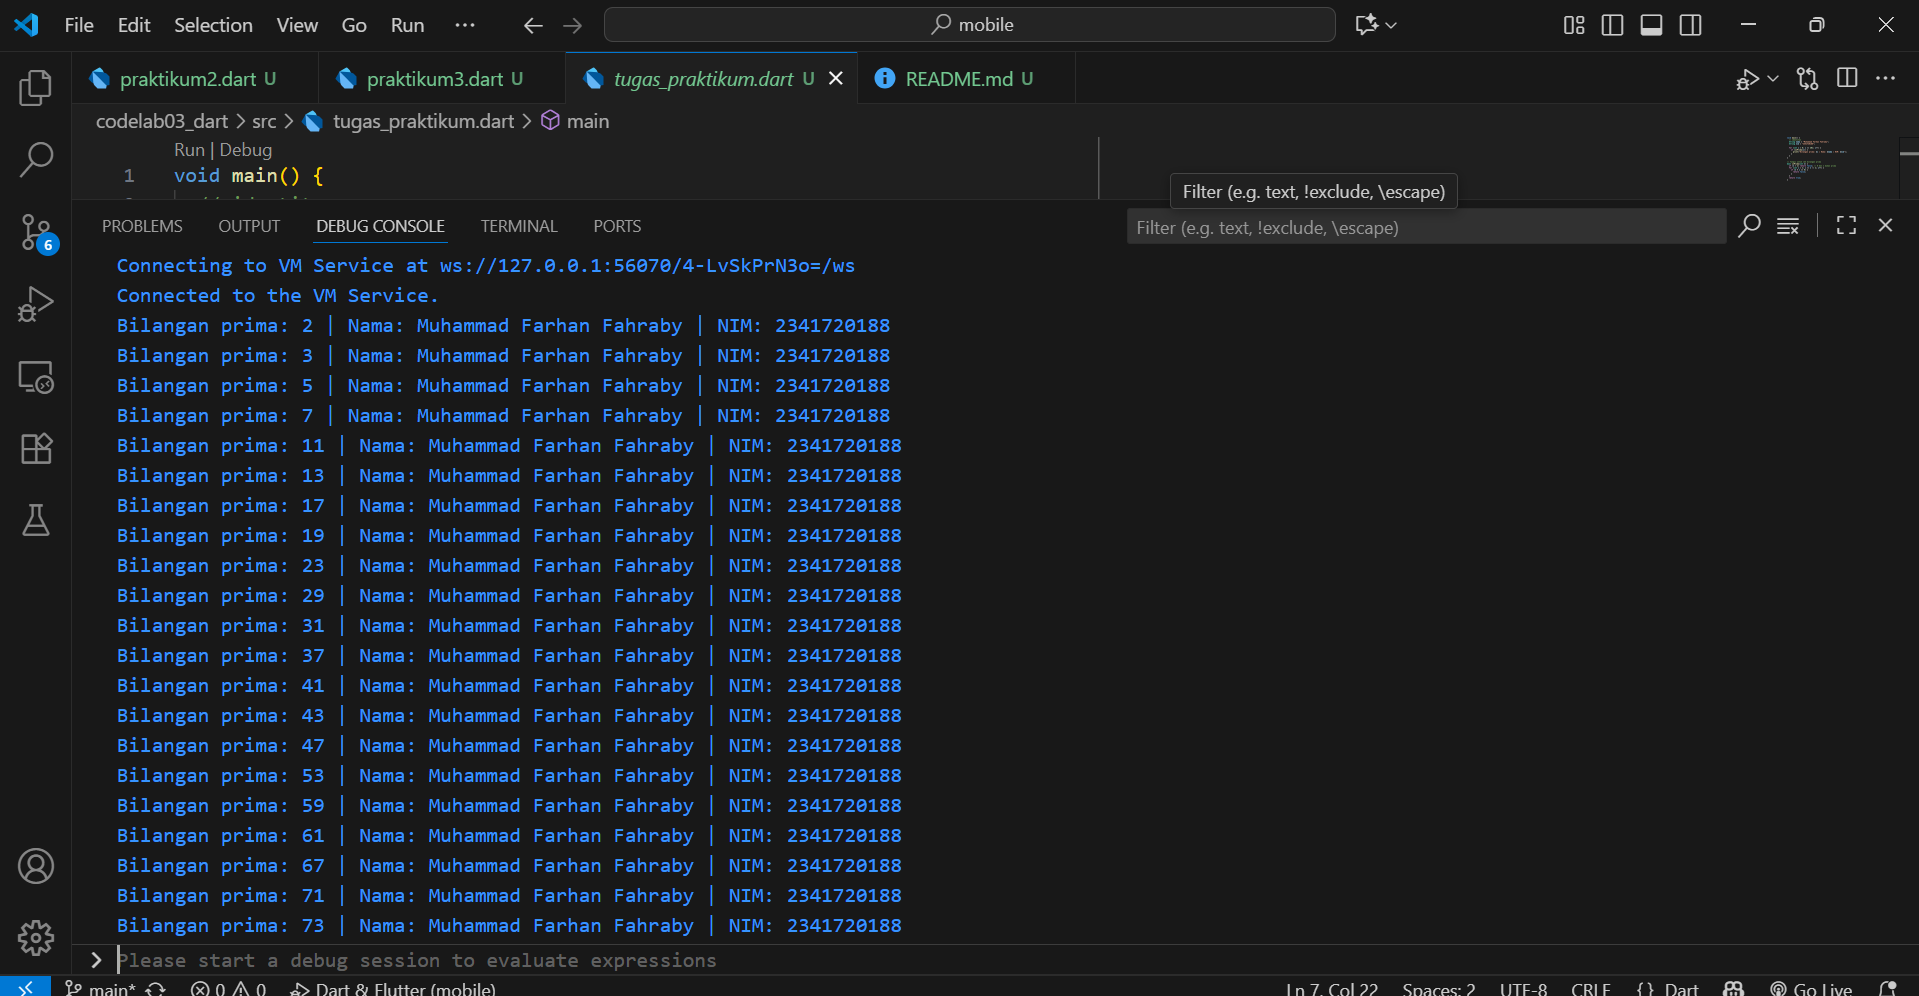 File Edit Selection View Go Run ··· mobile
praktikum2.dart U praktikum3.dart U tugas_praktikum.dart U README.md U
codelab03_dart > src > tugas_praktikum.dart > main
Run | Debug
1 void main() {
Filter (e.g. text, !exclude, \escape)
PROBLEMS OUTPUT DEBUG CONSOLE TERMINAL PORTS Filter (e.g. text, !exclude, \escape)
6
Connecting to VM Service at ws://127.0.0.1:56070/4-LvSkPrN3o=/ws
Connected to the VM Service.
Bilangan prima: 2 | Nama: Muhammad Farhan Fahraby | NIM: 2341720188
Bilangan prima: 3 | Nama: Muhammad Farhan Fahraby | NIM: 2341720188
Bilangan prima: 5 | Nama: Muhammad Farhan Fahraby | NIM: 2341720188
Bilangan prima: 7 | Nama: Muhammad Farhan Fahraby | NIM: 2341720188
Bilangan prima: 11 | Nama: Muhammad Farhan Fahraby | NIM: 2341720188
Bilangan prima: 13 | Nama: Muhammad Farhan Fahraby | NIM: 2341720188
Bilangan prima: 17 | Nama: Muhammad Farhan Fahraby | NIM: 2341720188
Bilangan prima: 19 | Nama: Muhammad Farhan Fahraby | NIM: 2341720188
Bilangan prima: 23 | Nama: Muhammad Farhan Fahraby | NIM: 2341720188
Bilangan prima: 29 | Nama: Muhammad Farhan Fahraby | NIM: 2341720188
Bilangan prima: 31 | Nama: Muhammad Farhan Fahraby | NIM: 2341720188
Bilangan prima: 37 | Nama: Muhammad Farhan Fahraby | NIM: 2341720188
Bilangan prima: 41 | Nama: Muhammad Farhan Fahraby | NIM: 2341720188
Bilangan prima: 43 | Nama: Muhammad Farhan Fahraby | NIM: 2341720188
Bilangan prima: 47 | Nama: Muhammad Farhan Fahraby | NIM: 2341720188
Bilangan prima: 53 | Nama: Muhammad Farhan Fahraby | NIM: 2341720188
Bilangan prima: 59 | Nama: Muhammad Farhan Fahraby | NIM: 2341720188
Bilangan prima: 61 | Nama: Muhammad Farhan Fahraby | NIM: 2341720188
Bilangan prima: 67 | Nama: Muhammad Farhan Fahraby | NIM: 2341720188
Bilangan prima: 71 | Nama: Muhammad Farhan Fahraby | NIM: 2341720188
Bilangan prima: 73 | Nama: Muhammad Farhan Fahraby | NIM: 2341720188
Please start a debug session to evaluate expressions
main* 0 0 Dart & Flutter (mobile) Ln 7, Col 22 Spaces: 2 UTF-8 CRLF {} Dart Go Live